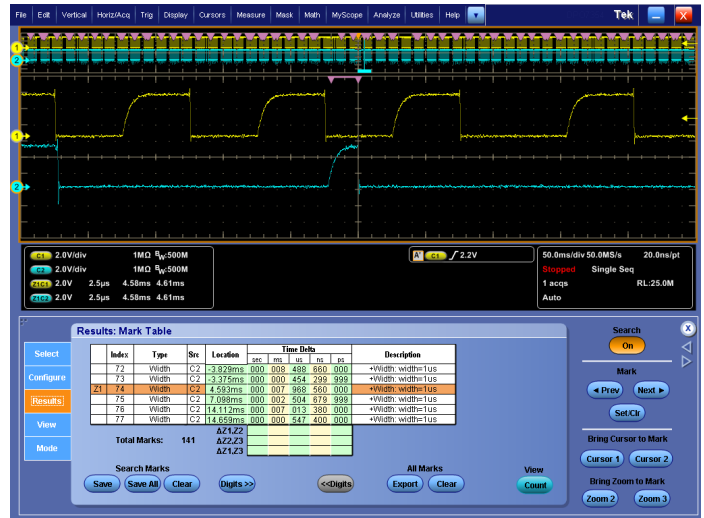 File Edit Vertical Horiz/Acq Trig Display Cursors Measure Mask Math MyScope Analyze Utilities Help Tek X
1
2
1
2
C1 2.0V/div 1MΩ BW:500M
C2 2.0V/div 1MΩ BW:500M
Z1C1 2.0V 2.5µs 4.58ms 4.61ms
Z1C2 2.0V 2.5µs 4.58ms 4.61ms
A' C1 2.2V
50.0ms/div 50.0MS/s 20.0ns/pt
Stopped Single Seq
1 acqs RL:25.0M
Auto
Results: Mark Table
Select
Configure
Results
View
Mode
Index Type Src Location Time Delta Description
sec ms us ns ps
72 Width C2 -3.829ms 000 008 488 660 000 +Width: width=1us
73 Width C2 -3.375ms 000 000 454 299 999 +Width: width=1us
Z1 74 Width C2 4.593ms 000 007 968 560 000 +Width: width=1us
75 Width C2 7.098ms 000 002 504 679 999 +Width: width=1us
76 Width C2 14.112ms 000 007 013 380 000 +Width: width=1us
77 Width C2 14.659ms 000 000 547 400 000 +Width: width=1us
ΔZ1,Z2
Total Marks: 141 ΔZ2,Z3
ΔZ1,Z3
Search Marks
Save Save All Clear
Digits >>
<<Digits
All Marks
Export Clear
View
Count
Search
On
X
Mark
Prev Next
Set/Clr
Bring Cursor to Mark
Cursor 1 Cursor 2
Bring Zoom to Mark
Zoom 2 Zoom 3